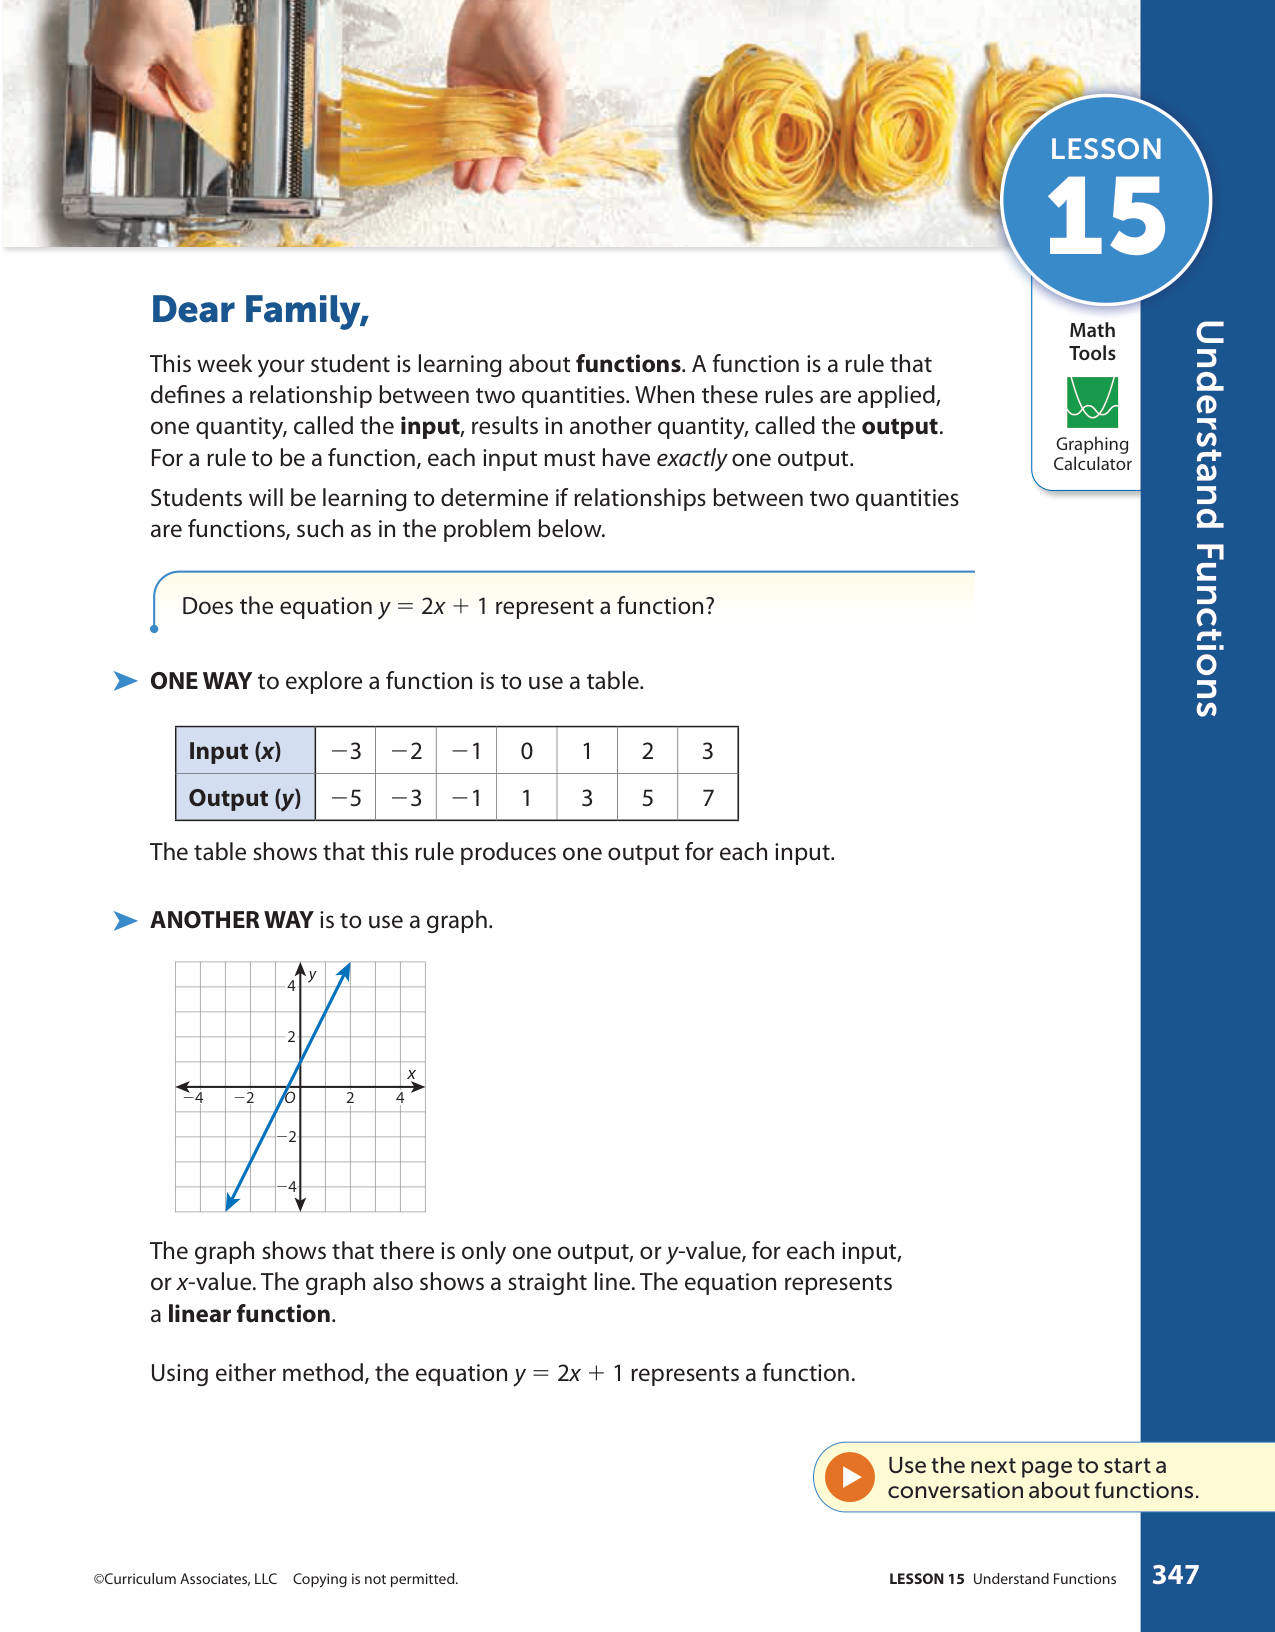 LESSON
15
Understand Functions
Math
Tools
Graphing
Calculator
Dear Family,
This week your student is learning about functions. A function is a rule that
defines a relationship between two quantities. When these rules are applied,
one quantity, called the input, results in another quantity, called the output.
For a rule to be a function, each input must have exactly one output.
Students will be learning to determine if relationships between two quantities
are functions, such as in the problem below.
Does the equation y = 2x + 1 represent a function?
ONE WAY to explore a function is to use a table.
Input (x) −3 −2 −1 0 1 2 3
Output (y) −5 −3 −1 1 3 5 7
The table shows that this rule produces one output for each input.
ANOTHER WAY is to use a graph.
y
4
2
x
−4 −2 O 2 4
−2
−4
The graph shows that there is only one output, or y-value, for each input,
or x-value. The graph also shows a straight line. The equation represents
a linear function.
Using either method, the equation y = 2x + 1 represents a function.
Use the next page to start a
conversation about functions.
©Curriculum Associates, LLC Copying is not permitted.
LESSON 15 Understand Functions 347